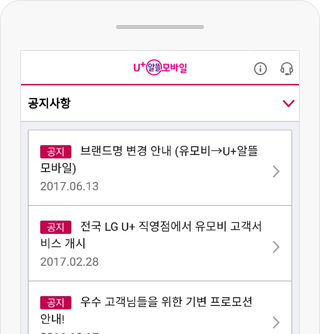 U+알뜰모바일
공지사항
공지 브랜드명 변경 안내 (유모비→U+알뜰
모바일)
2017.06.13
공지 전국 LG U+ 직영점에서 유모비 고객서
비스 개시
2017.02.28
공지 우수 고객님들을 위한 기변 프로모션
안내!